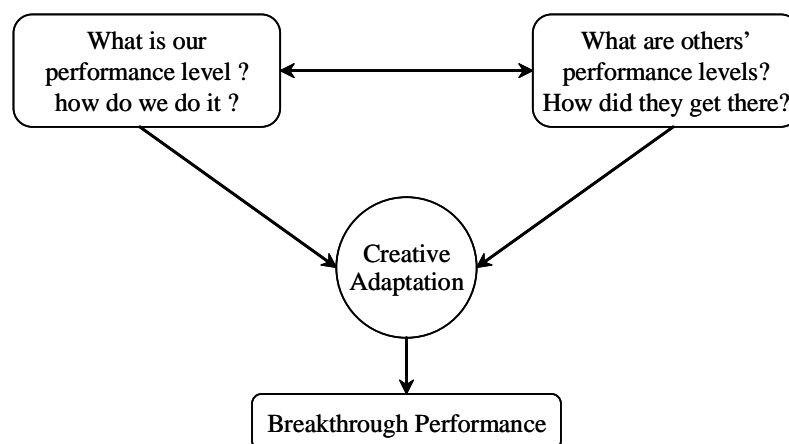 What is our
performance level ?
how do we do it ?
What are others’
performance levels?
How did they get there?
Creative
Adaptation
Breakthrough Performance